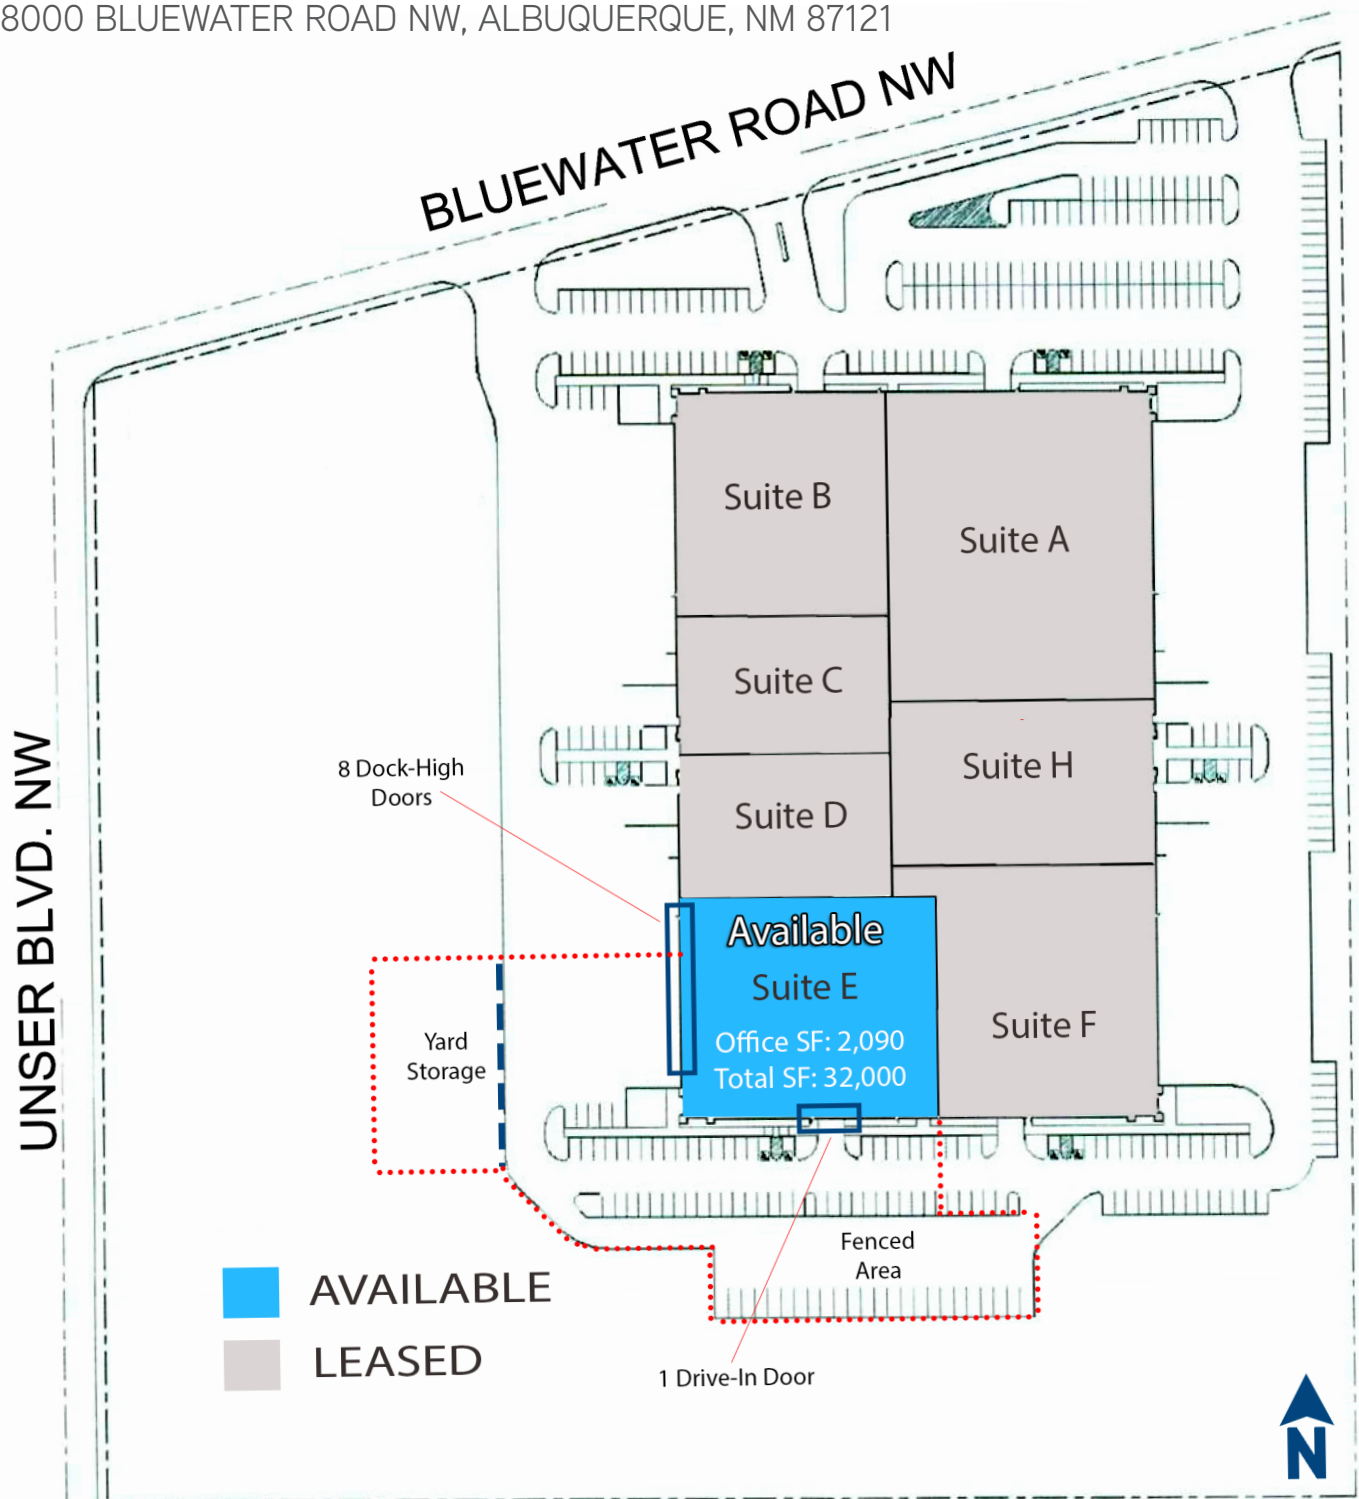 8000 BLUEWATER ROAD NW, ALBUQUERQUE, NM 87121
BLUEWATER ROAD NW
Suite B
Suite A
Suite C
UNSER BLVD. NW
8 Dock-High
Doors
Suite H
Suite D
Available
Suite E
Office SF: 2,090
Total SF: 32,000
Suite F
Yard
Storage
Fenced
Area
AVAILABLE
LEASED
1 Drive-In Door
N